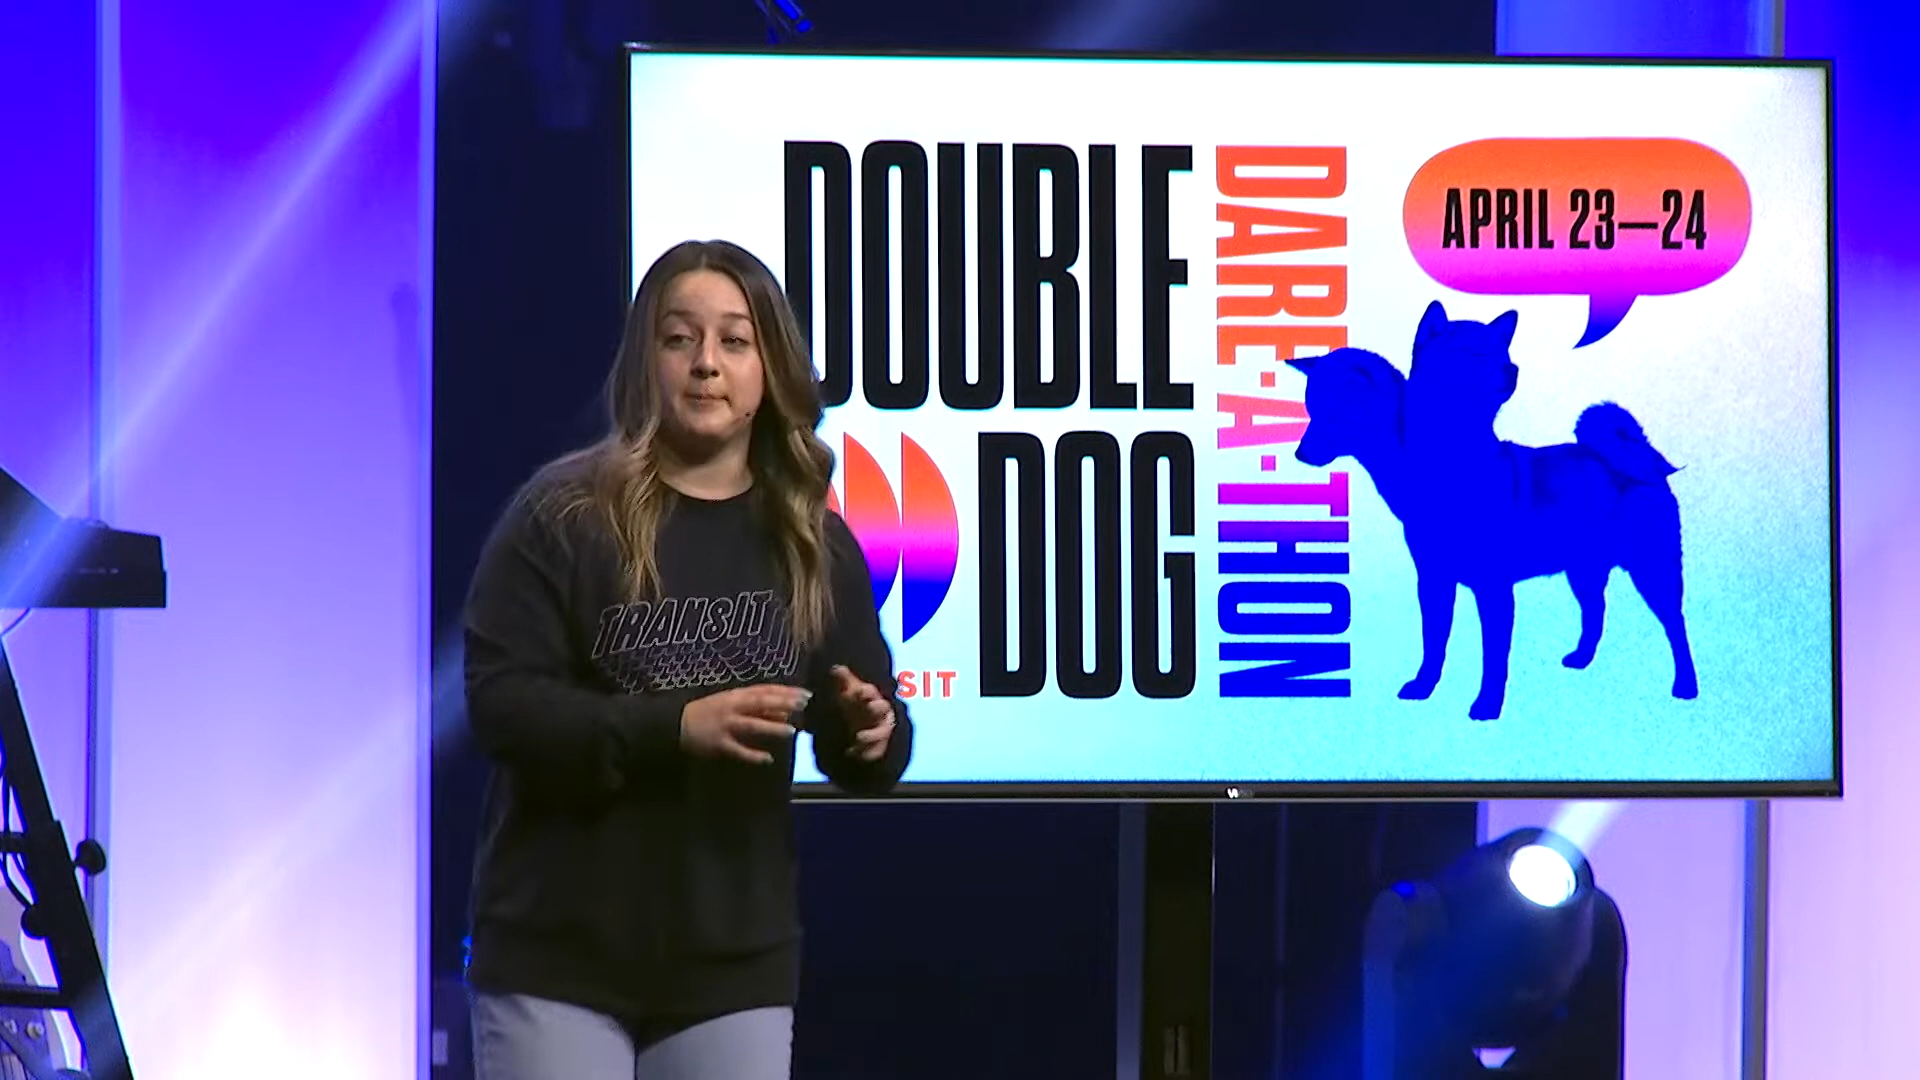 DOUBLE
DOG
DARE-A-THON
APRIL 23—24
TRANSIT
SIT